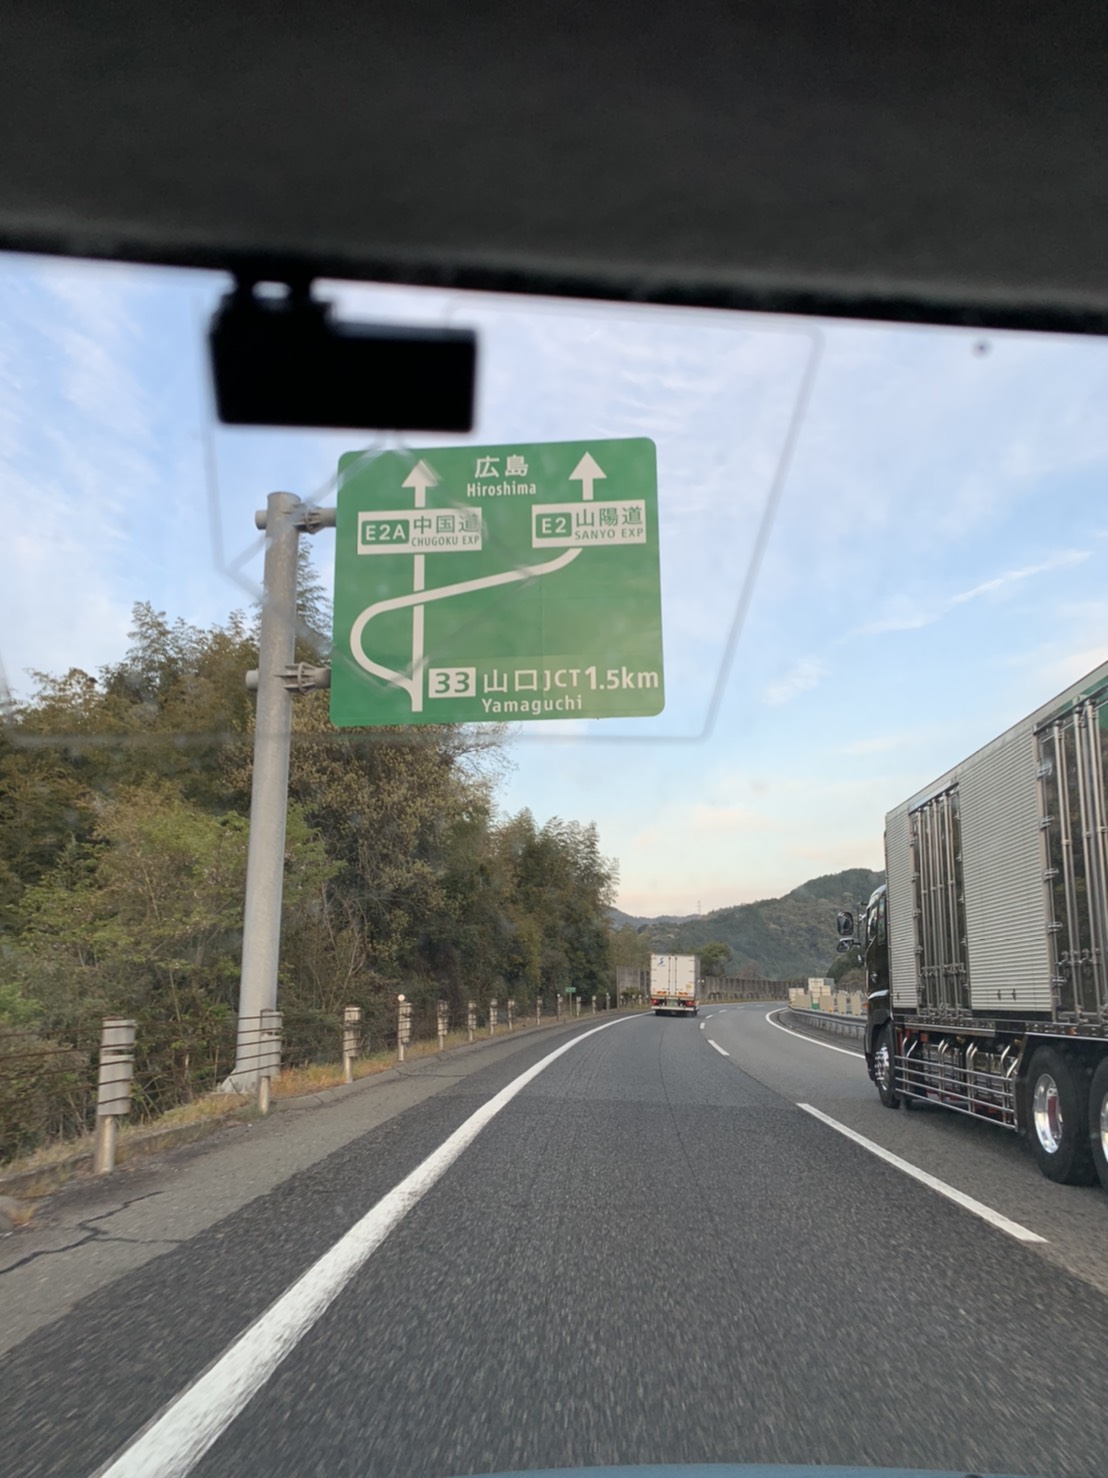 広島
Hiroshima
E2A 中国道
CHUGOKU EXP
E2 山陽道
SANYO EXP
33 山口JCT 1.5km
Yamaguchi